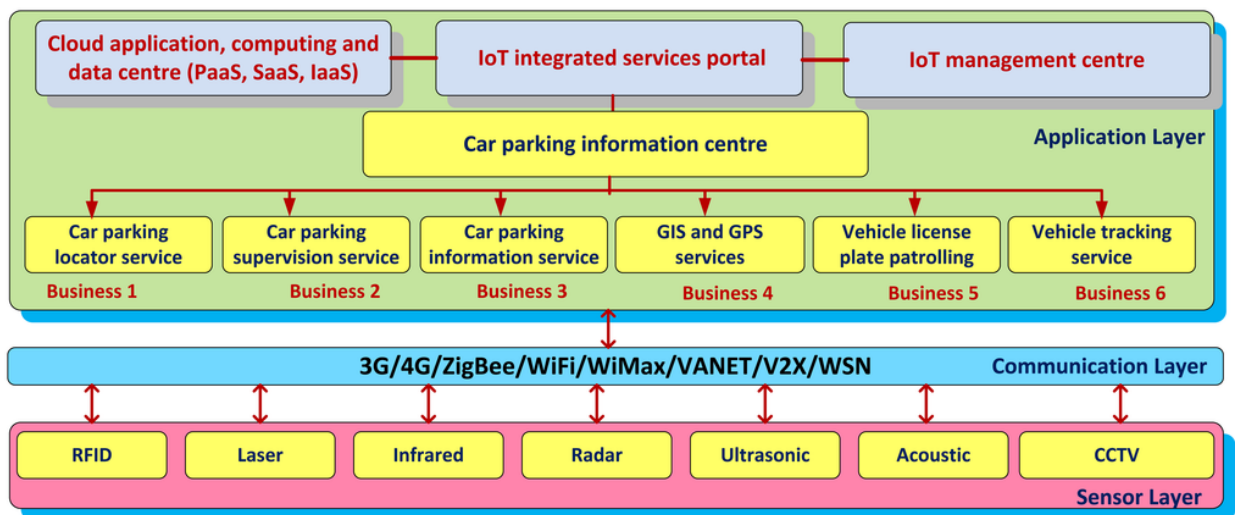 Cloud application, computing and
data centre (PaaS, SaaS, IaaS)
IoT integrated services portal
IoT management centre
Car parking information centre
Application Layer
Car parking
locator service
Car parking
supervision service
Car parking
information service
GIS and GPS
services
Vehicle license
plate patrolling
Vehicle tracking
service
Business 1
Business 2
Business 3
Business 4
Business 5
Business 6
3G/4G/ZigBee/WiFi/WiMax/VANET/V2X/WSN
Communication Layer
RFID
Laser
Infrared
Radar
Ultrasonic
Acoustic
CCTV
Sensor Layer